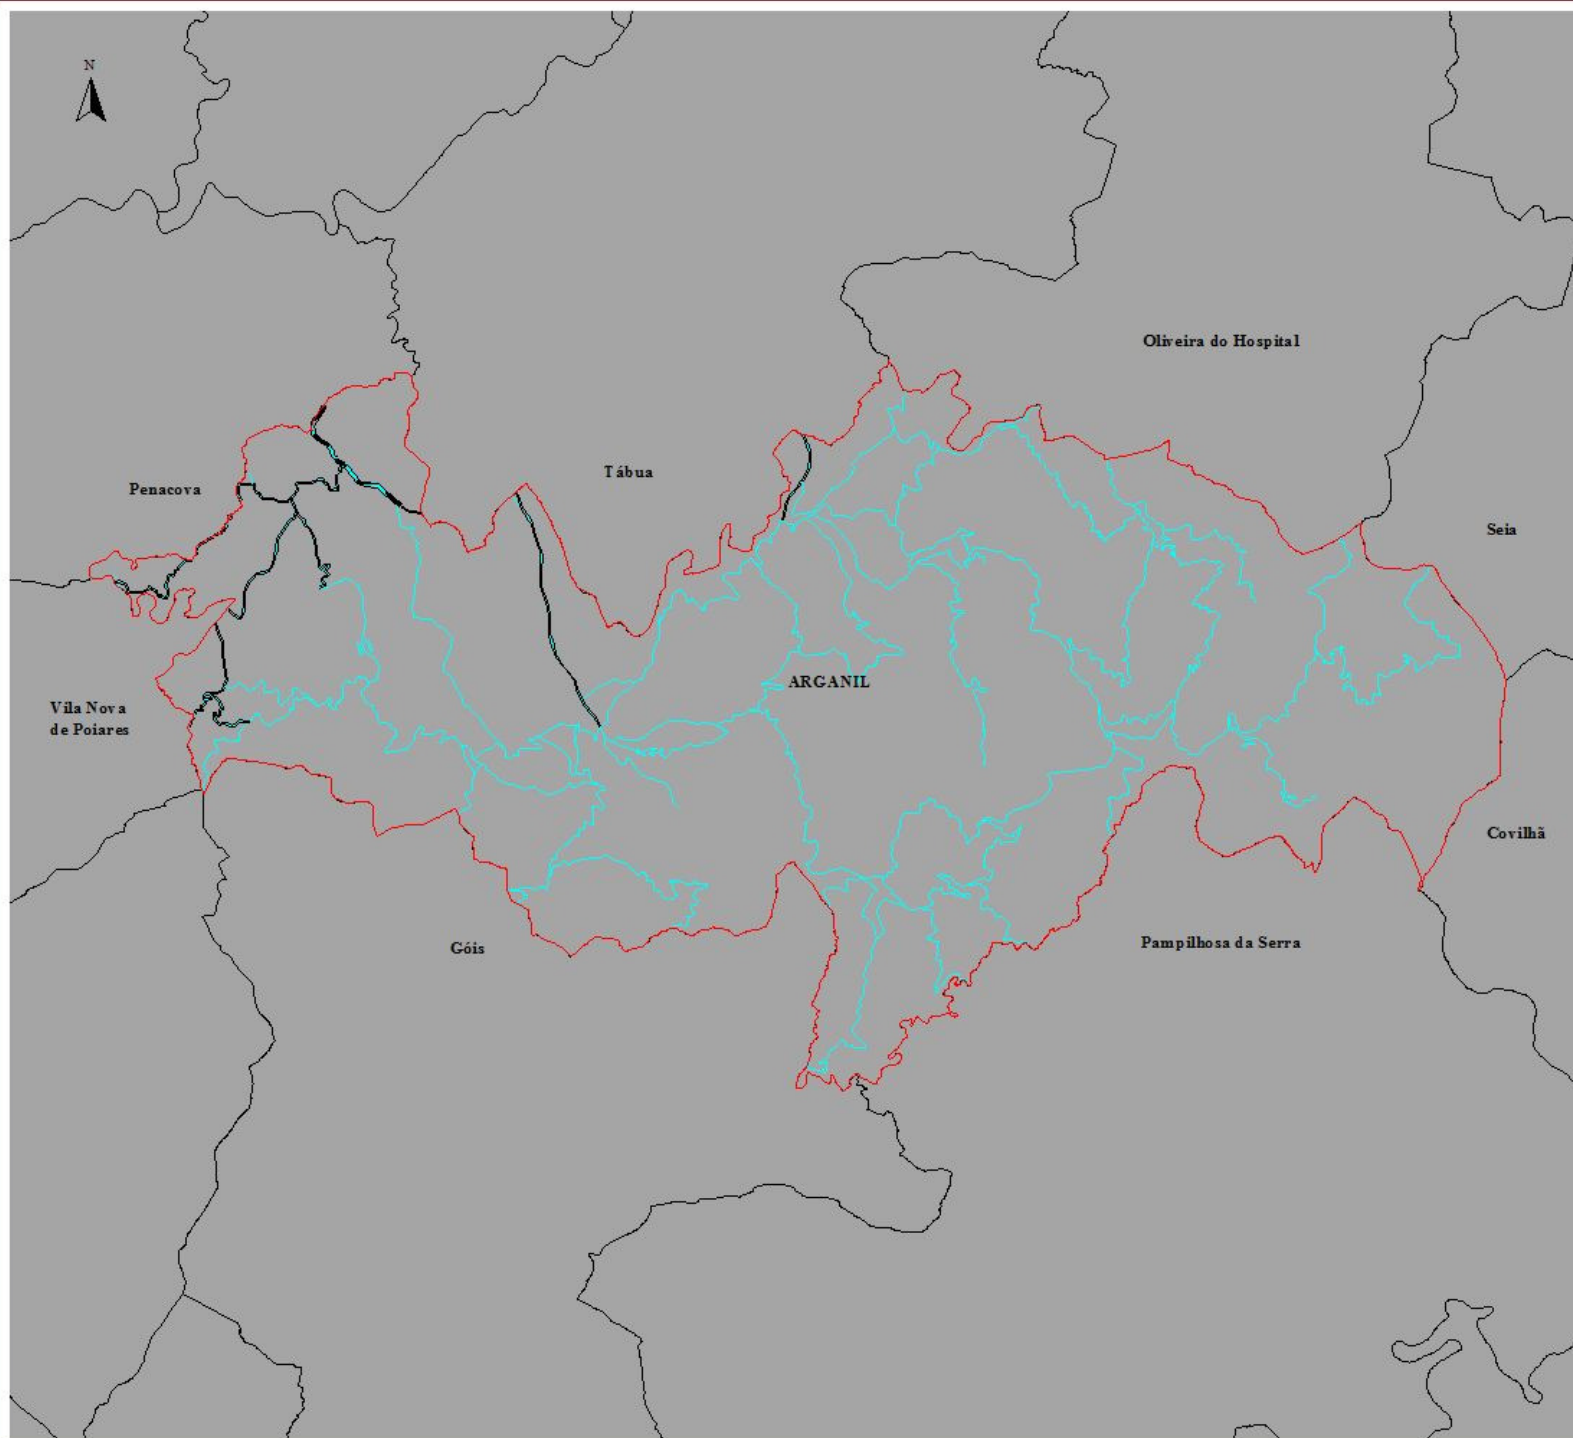 N
Oliveira do Hospital
Tábua
Penacova
Seia
ARGANIL
Vila Nova
de Poiares
Covilhã
Góis
Pampilhosa da Serra